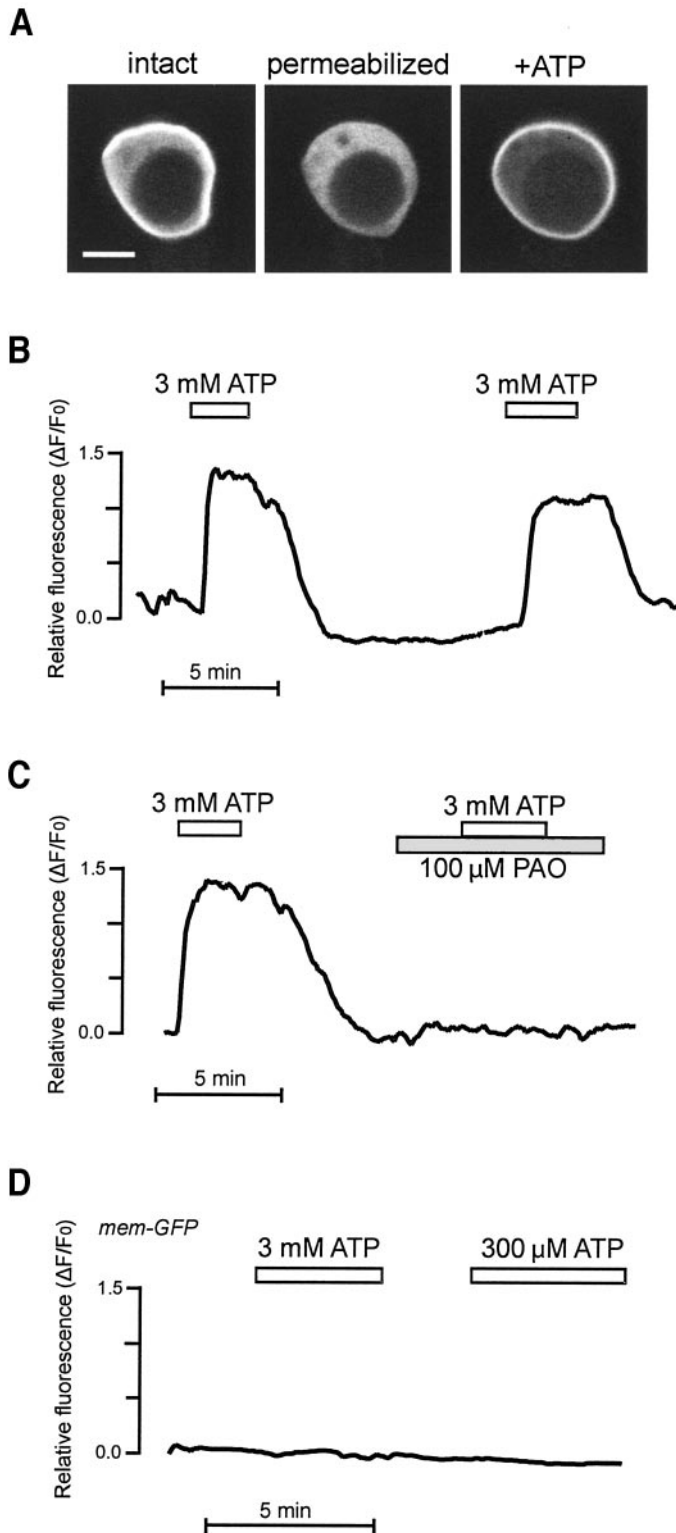 A
intact permeabilized +ATP
B
3 mM ATP 3 mM ATP
Relative fluorescence (ΔF/F0)
1.5
0.0
5 min
C
3 mM ATP 3 mM ATP
100 µM PAO
Relative fluorescence (ΔF/F0)
1.5
0.0
5 min
D
mem-GFP
3 mM ATP 300 µM ATP
Relative fluorescence (ΔF/F0)
1.5
0.0
5 min